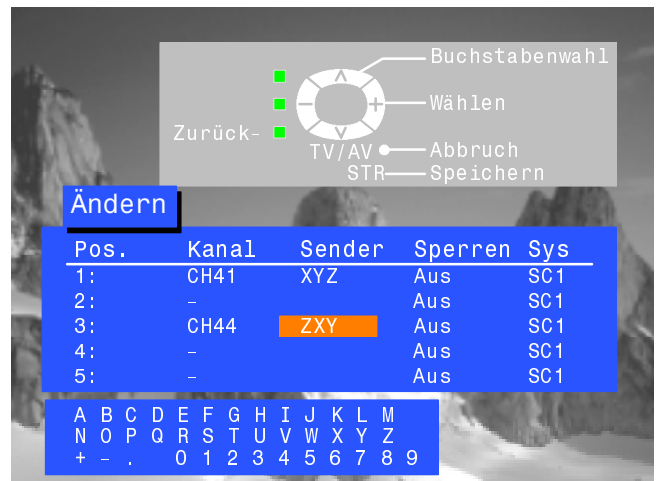 Buchstabenwahl
Wählen
Zurück-
TV/AV Abbruch
STR Speichern
Ändern
Pos. Kanal Sender Sperren Sys
1: CH41 XYZ Aus SC1
2: – Aus SC1
3: CH44 ZXY Aus SC1
4: – Aus SC1
5: – Aus SC1
A B C D E F G H I J K L M
N O P Q R S T U V W X Y Z
+ – . 0 1 2 3 4 5 6 7 8 9